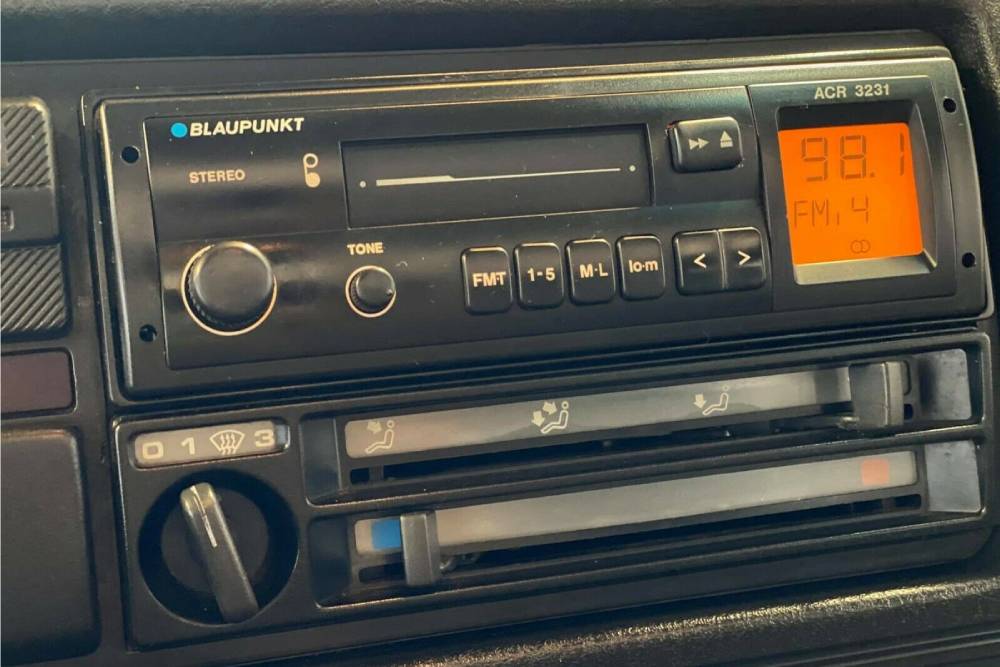 ACR 3231
BLAUPUNKT
STEREO
98.1
FM, 4
TONE
FM·T 1-5 M·L lo·m < >
0 1 3